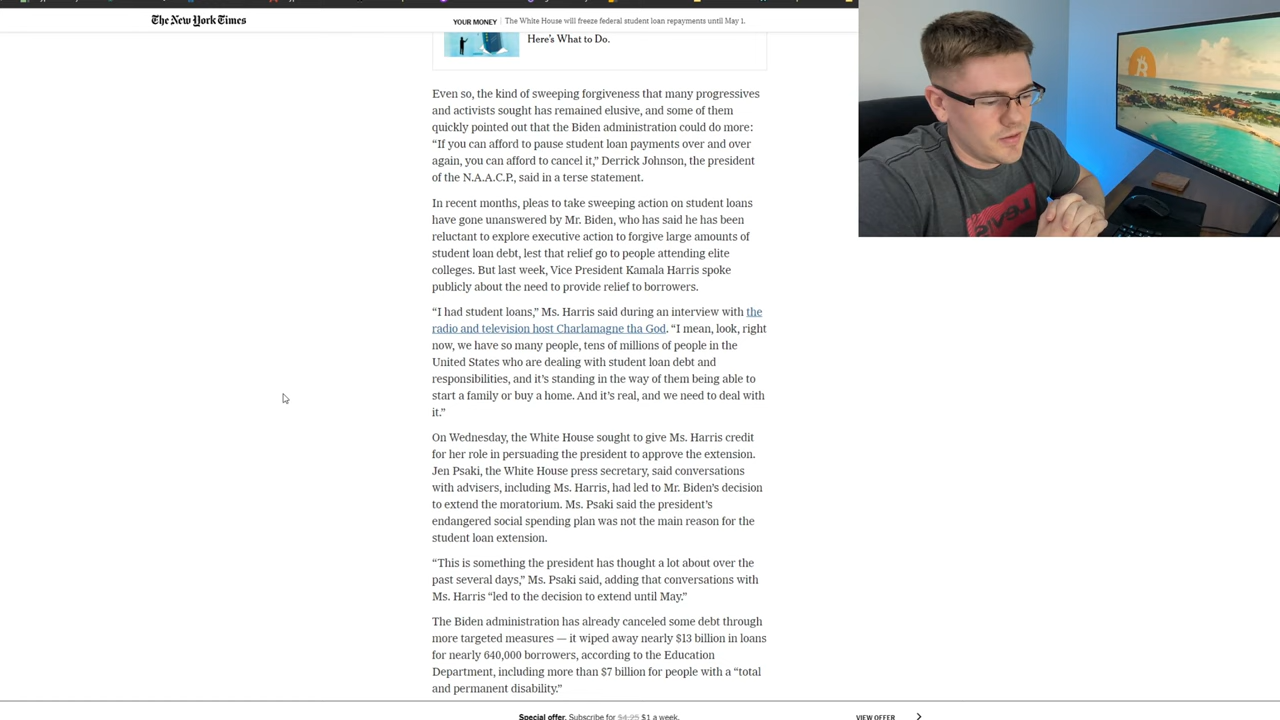 The New York Times
YOUR MONEY | The White House will freeze federal student loan repayments until May 1.
Here's What to Do.
Even so, the kind of sweeping forgiveness that many progressives
and activists sought has remained elusive, and some of them
quickly pointed out that the Biden administration could do more:
“If you can afford to pause student loan payments over and over
again, you can afford to cancel it,” Derrick Johnson, the president
of the N.A.A.C.P., said in a terse statement.
In recent months, pleas to take sweeping action on student loans
have gone unanswered by Mr. Biden, who has said he has been
reluctant to explore executive action to forgive large amounts of
student loan debt, lest that relief go to people attending elite
colleges. But last week, Vice President Kamala Harris spoke
publicly about the need to provide relief to borrowers.
“I had student loans,” Ms. Harris said during an interview with the
radio and television host Charlamagne tha God. “I mean, look, right
now, we have so many people, tens of millions of people in the
United States who are dealing with student loan debt and
responsibilities, and it’s standing in the way of them being able to
start a family or buy a home. And it’s real, and we need to deal with
it.”
On Wednesday, the White House sought to give Ms. Harris credit
for her role in persuading the president to approve the extension.
Jen Psaki, the White House press secretary, said conversations
with advisers, including Ms. Harris, had led to Mr. Biden’s decision
to extend the moratorium. Ms. Psaki said the president’s
endangered social spending plan was not the main reason for the
student loan extension.
“This is something the president has thought a lot about over the
past several days,” Ms. Psaki said, adding that conversations with
Ms. Harris “led to the decision to extend until May.”
The Biden administration has already canceled some debt through
more targeted measures — it wiped away nearly $13 billion in loans
for nearly 640,000 borrowers, according to the Education
Department, including more than $7 billion for people with a “total
and permanent disability.”
Special offer. Subscribe for $4.25 $1 a week.
VIEW OFFER
Levi's